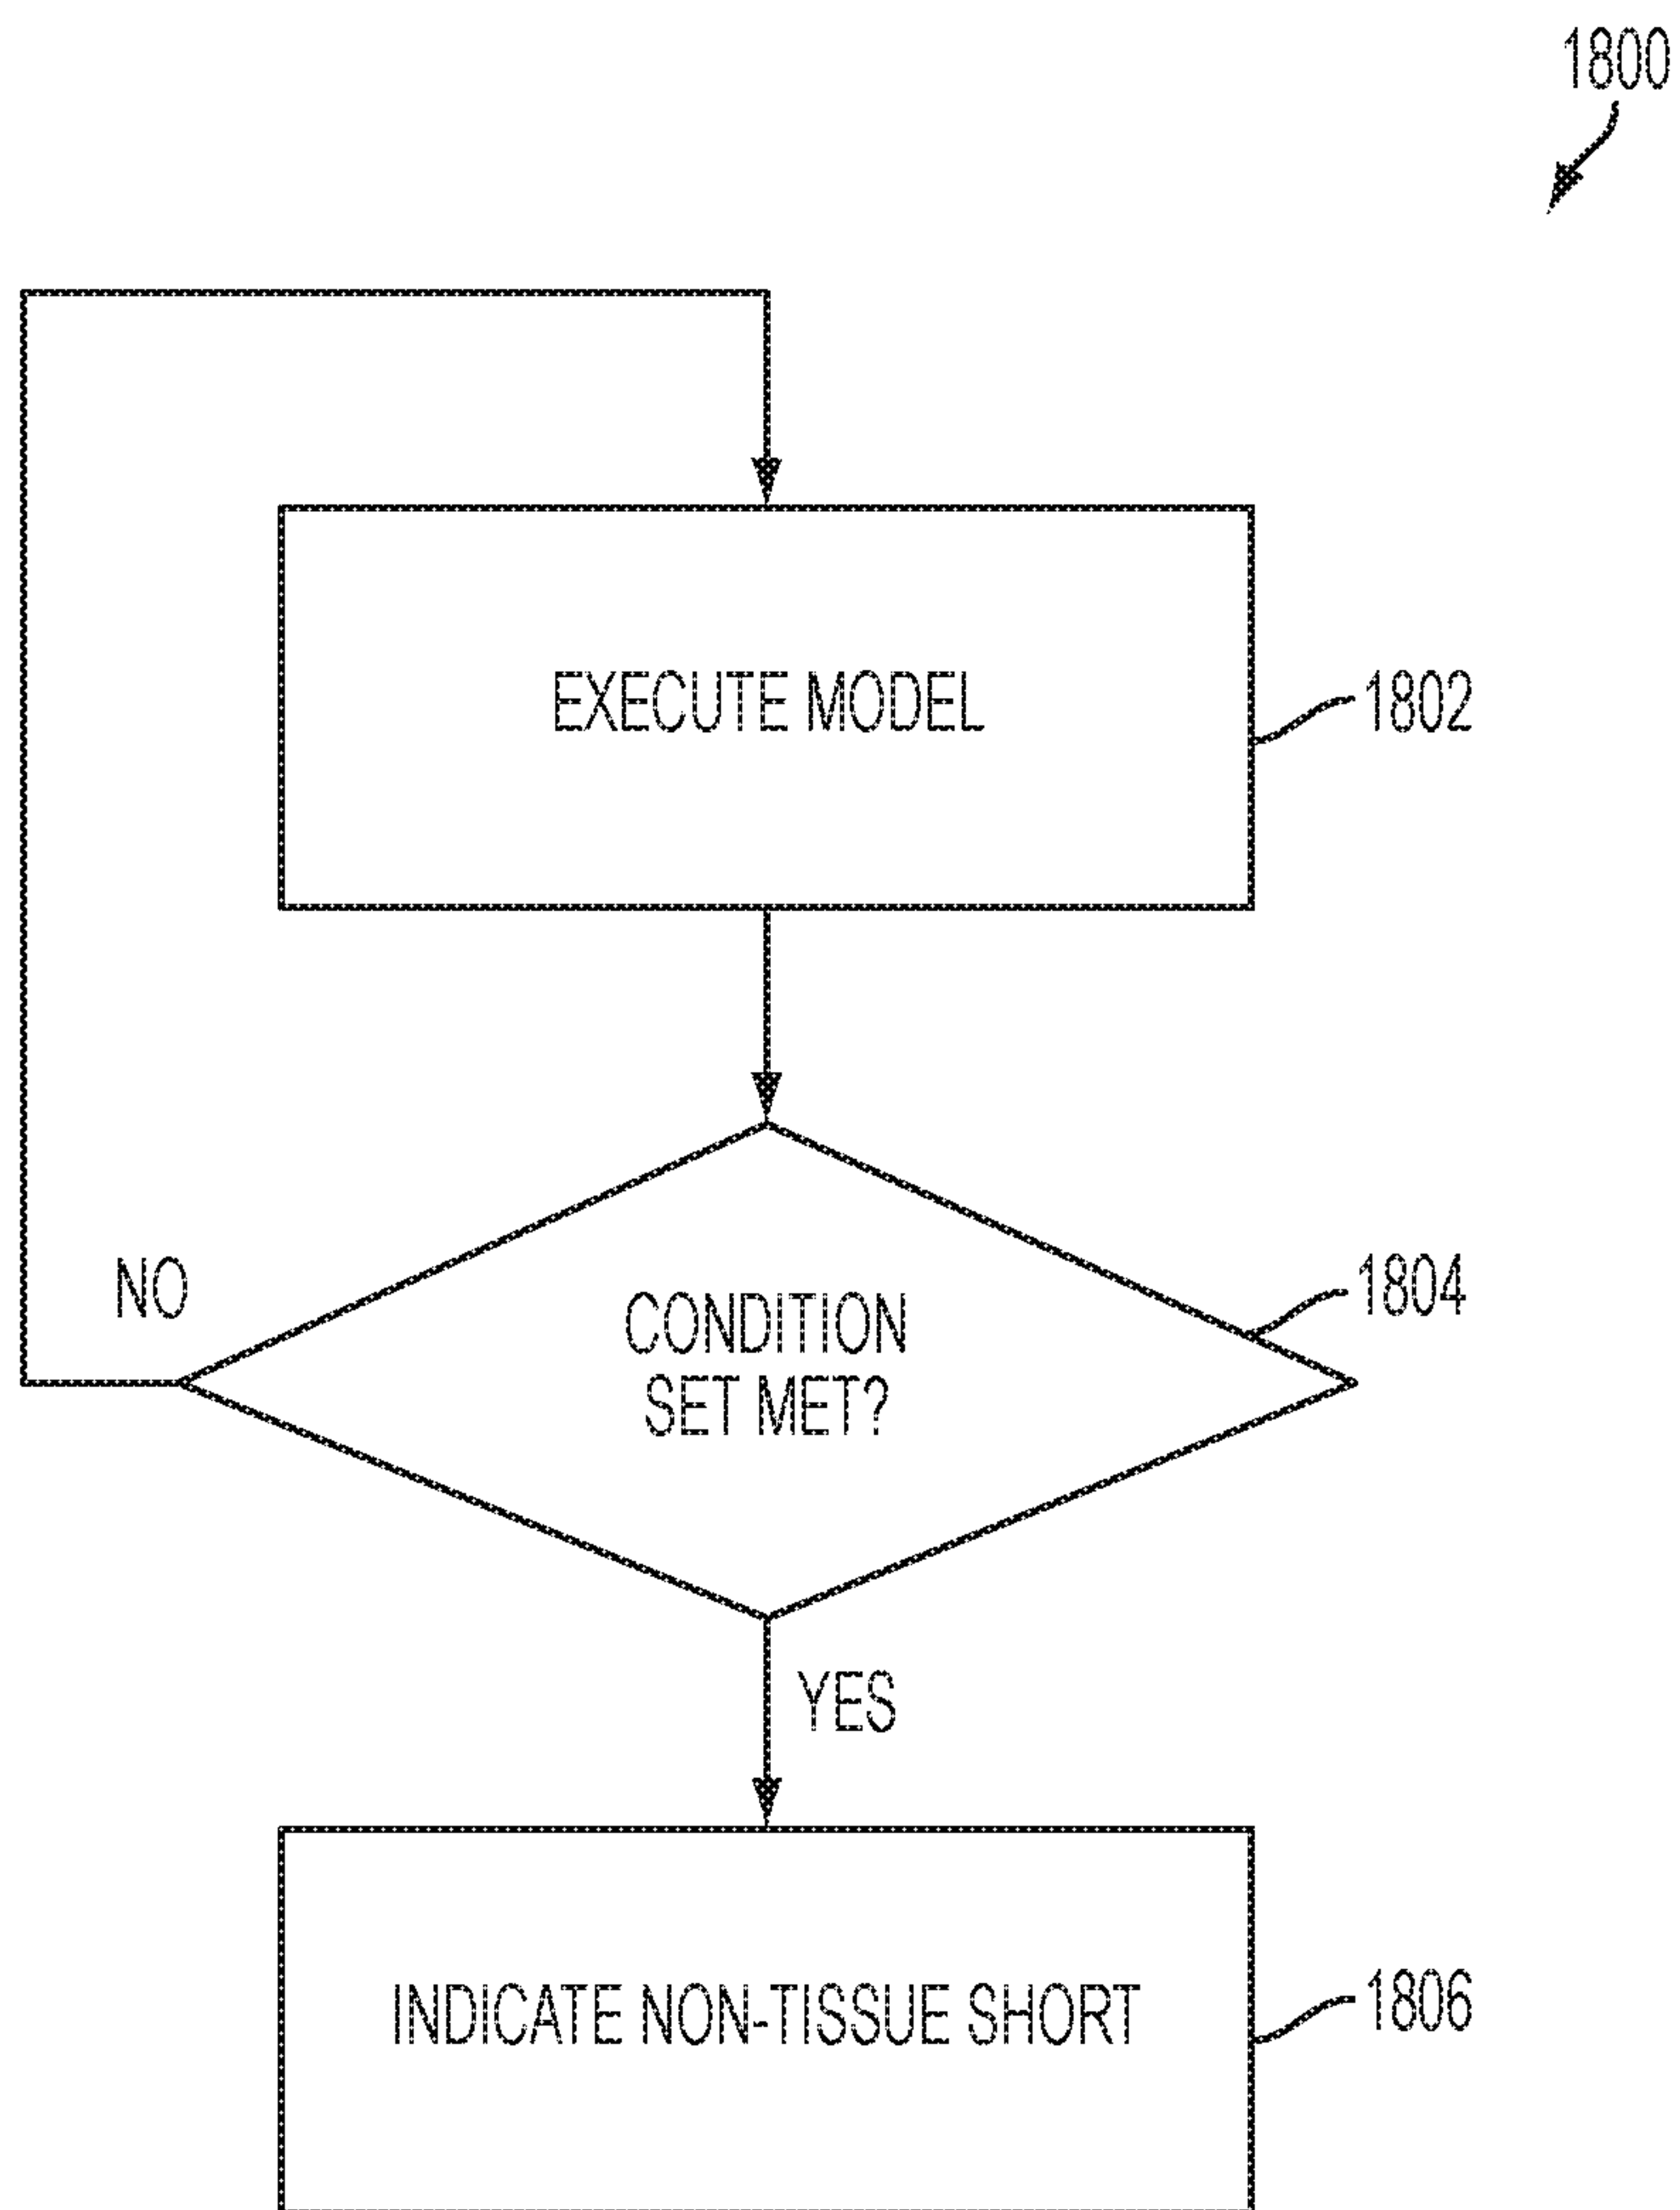 1800
EXECUTE MODEL
1802
NO
CONDITION
SET MET?
1804
YES
INDICATE NON-TISSUE SHORT
1806